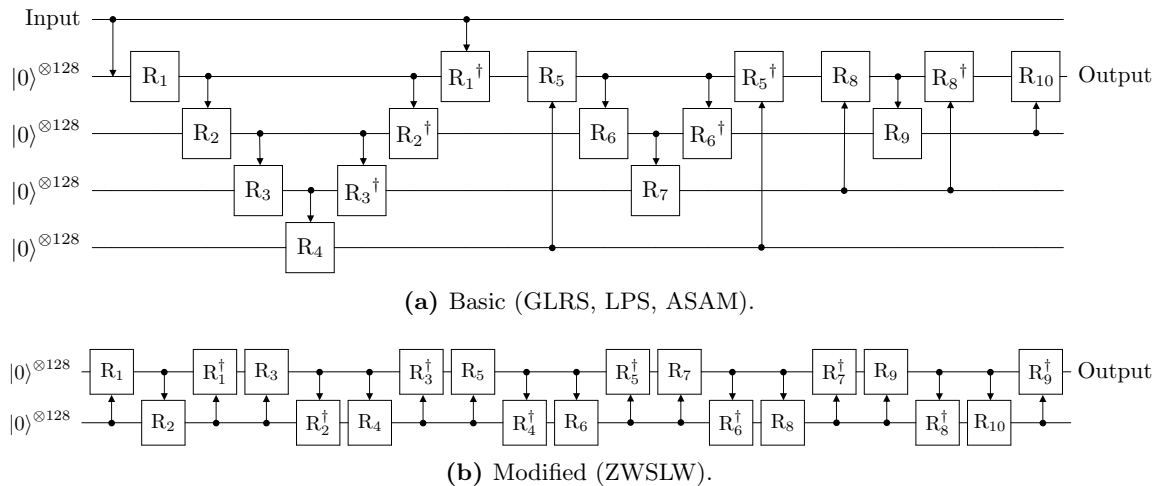 Input
|0⟩⊗128 R1 R1† R5 R5† R8 R8† R10 Output
|0⟩⊗128 R2 R2† R6 R6† R9
|0⟩⊗128 R3 R3† R7
|0⟩⊗128 R4
(a) Basic (GLRS, LPS, ASAM).
|0⟩⊗128 R1 R1† R3 R3† R5 R5† R7 R7† R9 R9† Output
|0⟩⊗128 R2 R2† R4 R4† R6 R6† R8 R8† R10
(b) Modified (ZWSLW).